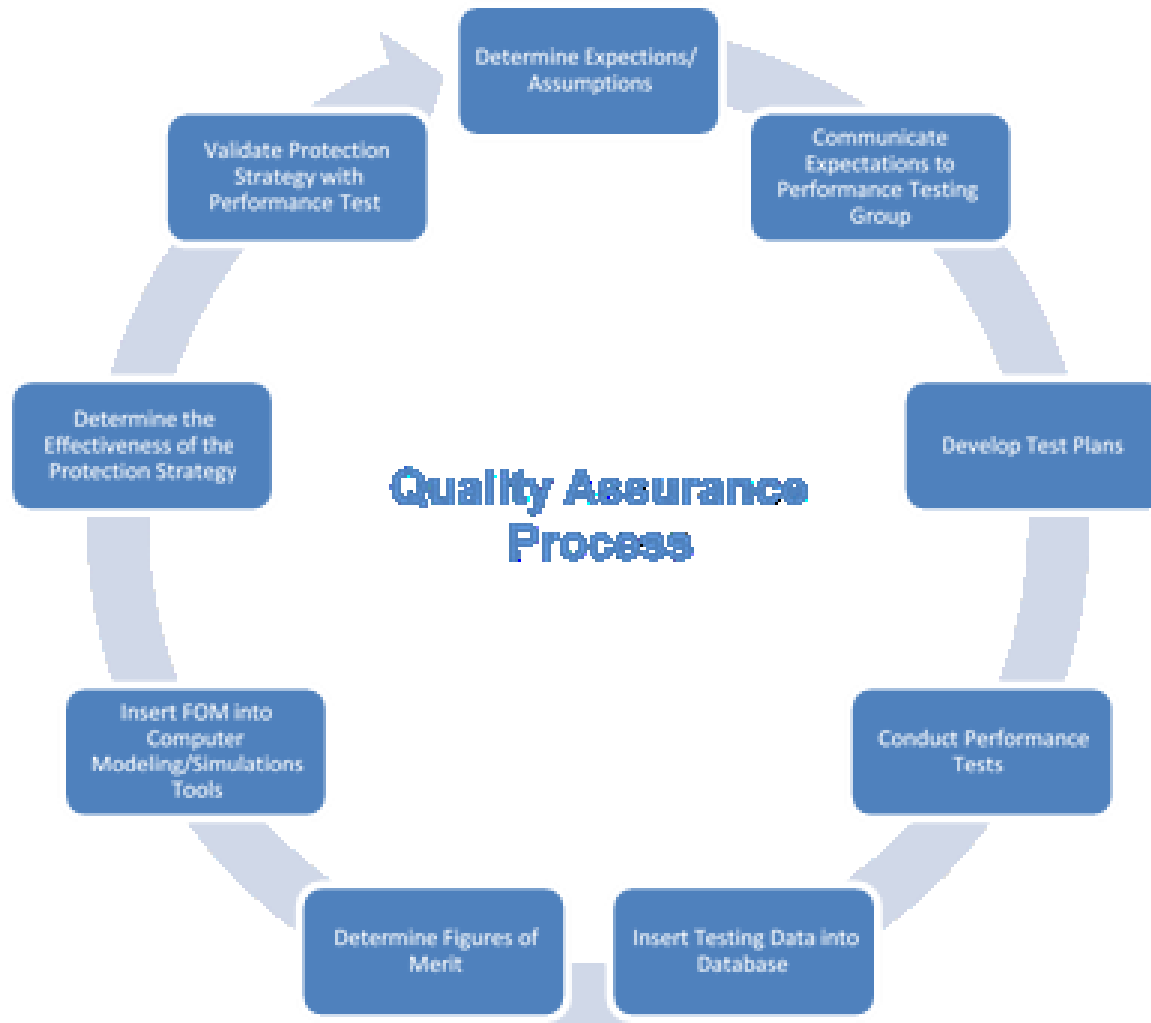 Determine Expections/
Assumptions
Communicate
Expectations to
Performance Testing
Group
Develop Test Plans
Conduct Performance
Tests
Insert Testing Data into
Database
Determine Figures of
Merit
Insert FOM into
Computer
Modeling/Simulations
Tools
Determine the
Effectiveness of the
Protection Strategy
Validate Protection
Strategy with
Performance Test
Quality Assurance
Process